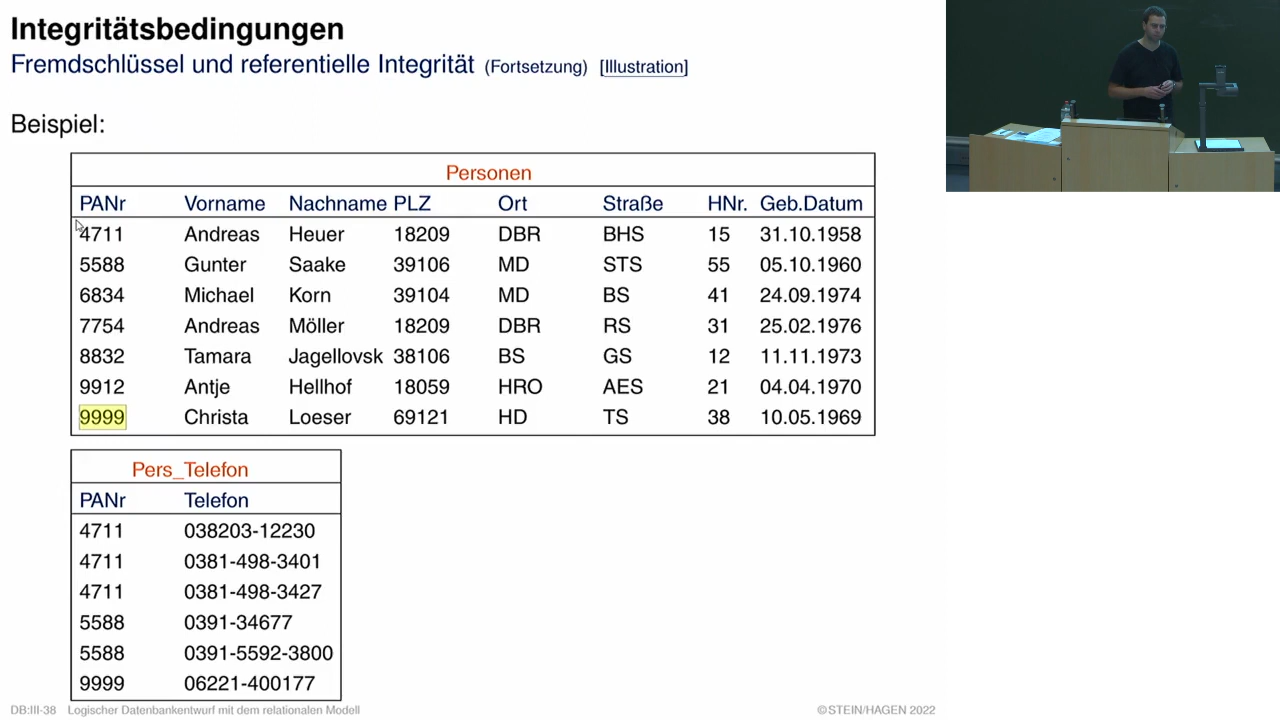 Integritätsbedingungen
Fremdschlüssel und referentielle Integrität (Fortsetzung) [Illustration]
Beispiel:
Personen
PANr Vorname Nachname PLZ Ort Straße HNr. Geb.Datum
4711 Andreas Heuer 18209 DBR BHS 15 31.10.1958
5588 Gunter Saake 39106 MD STS 55 05.10.1960
6834 Michael Korn 39104 MD BS 41 24.09.1974
7754 Andreas Möller 18209 DBR RS 31 25.02.1976
8832 Tamara Jagellovsk 38106 BS GS 12 11.11.1973
9912 Antje Hellhof 18059 HRO AES 21 04.04.1970
9999 Christa Loeser 69121 HD TS 38 10.05.1969
Pers_Telefon
PANr Telefon
4711 038203-12230
4711 0381-498-3401
4711 0381-498-3427
5588 0391-34677
5588 0391-5592-3800
9999 06221-400177
DB:III-38 Logischer Datenbankentwurf mit dem relationalen Modell ©STEIN/HAGEN 2022